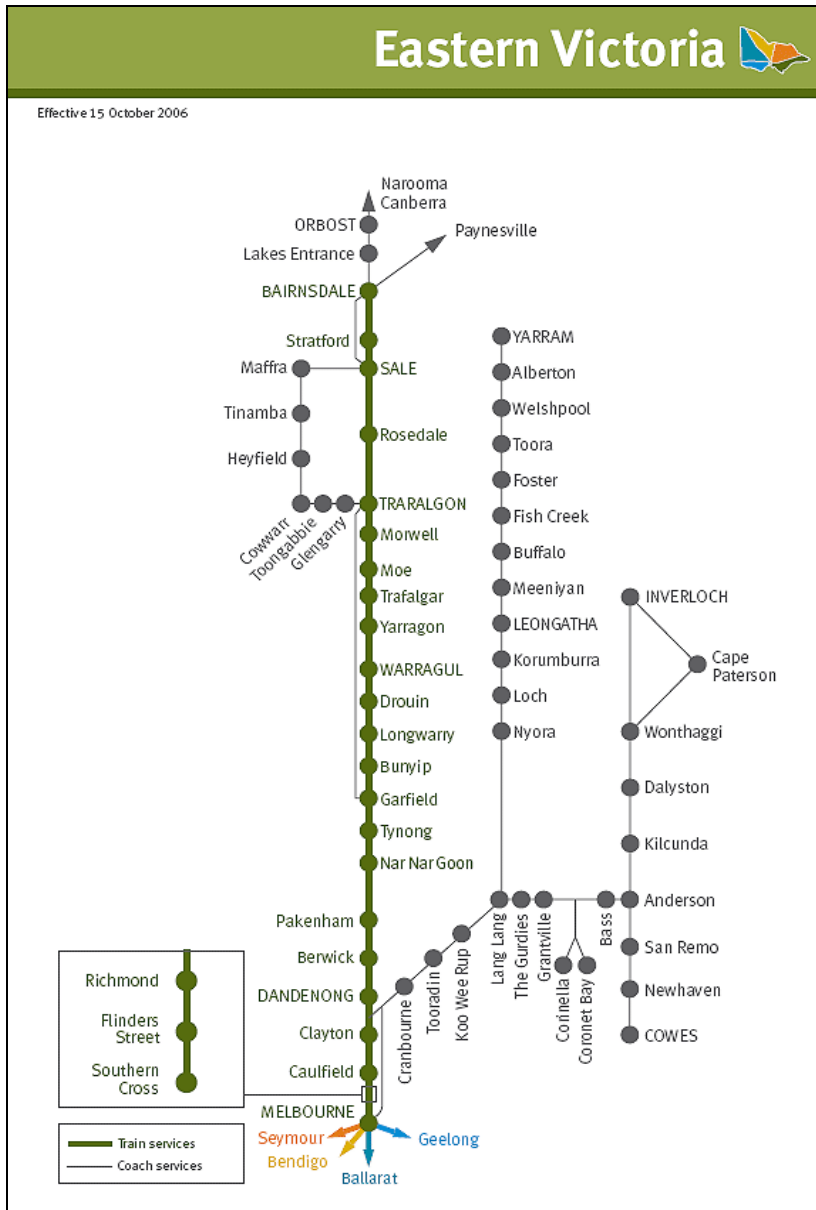 Eastern Victoria
Effective 15 October 2006
Narooma
Canberra
ORBOST
Paynesville
Lakes Entrance
BAIRNSDALE
Stratford
YARRAM
Maffra
SALE
Alberton
Tinamba
Welshpool
Rosedale
Toora
Heyfield
Foster
TRARALGON
Cowwarr
Toongabbie
Glengarry
Fish Creek
Morwell
Buffalo
Moe
Meeniyan
Trafalgar
INVERLOCH
Yarragon
LEONGATHA
WARRAGUL
Korumburra
Cape
Paterson
Drouin
Loch
Longwarry
Nyora
Wonthaggi
Bunyip
Dalyston
Garfield
Tynong
Kilcunda
Nar Nar Goon
Anderson
Pakenham
Lang Lang
The Gurdies
Grantville
Bass
Berwick
Koo Wee Rup
San Remo
Tooradin
Cranbourne
Corinella
Coronet Bay
Richmond
DANDENONG
Newhaven
Flinders
Street
Clayton
COWES
Southern
Cross
Caulfield
MELBOURNE
Seymour
Geelong
Bendigo
Ballarat
Train services
Coach services